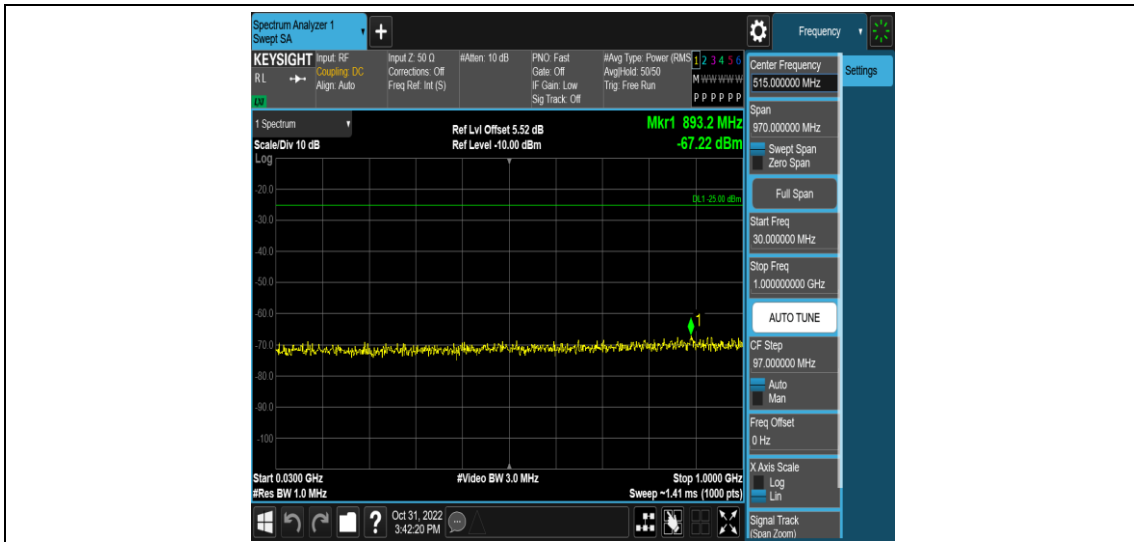 Spectrum Analyzer 1
Swept SA
+
Frequency
KEYSIGHT
RL
LXI
Input: RF
Coupling: DC
Align: Auto
Input Z: 50 Ω
Corrections: Off
Freq Ref: Int (S)
#Atten: 10 dB
PNO: Fast
Gate: Off
IF Gain: Low
Sig Track: Off
#Avg Type: Power (RMS
Avg|Hold: 50/50
Trig: Free Run
1 2 3 4 5 6
M W W W W W
P P P P P P
Center Frequency
515.000000 MHz
Settings
1 Spectrum
Ref Lvl Offset 5.52 dB
Mkr1 893.2 MHz
Scale/Div 10 dB
Ref Level -10.00 dBm
-67.22 dBm
Log
-20.0
DL1 -25.00 dBm
-30.0
-40.0
-50.0
-60.0
1
-70.0
-80.0
-90.0
-100
Start 0.0300 GHz
#Video BW 3.0 MHz
Stop 1.0000 GHz
#Res BW 1.0 MHz
Sweep ~1.41 ms (1000 pts)
Span
970.000000 MHz
Swept Span
Zero Span
Full Span
Start Freq
30.000000 MHz
Stop Freq
1.000000000 GHz
AUTO TUNE
CF Step
97.000000 MHz
Auto
Man
Freq Offset
0 Hz
X Axis Scale
Log
Lin
Signal Track
(Span Zoom)
?
Oct 31, 2022
3:42:20 PM